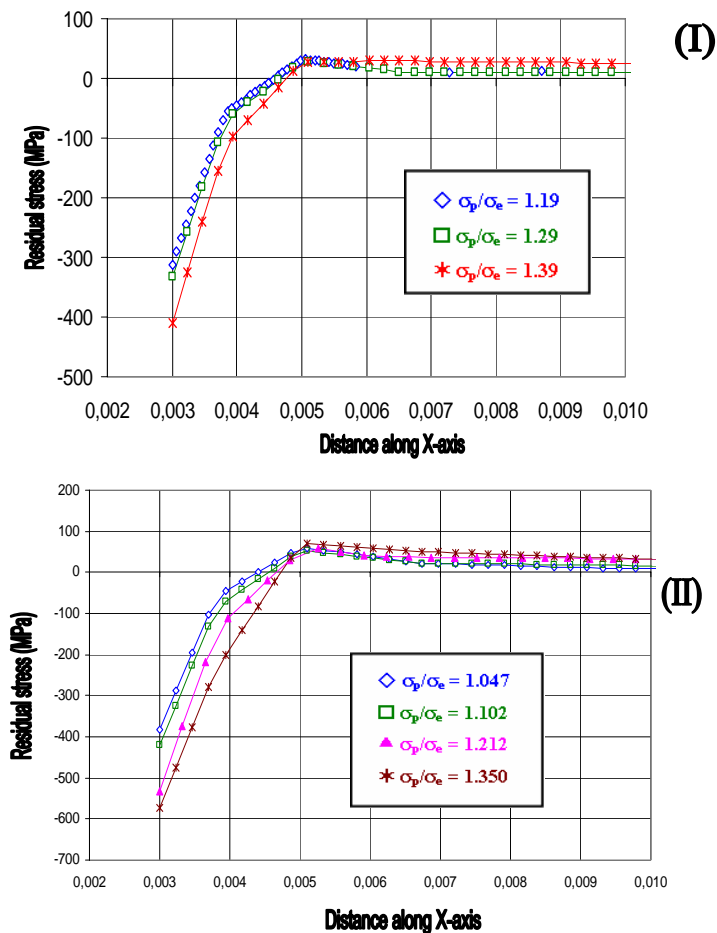 (I)
Residual stress (MPa)
100
0
-100
-200
-300
-400
-500
σp/σe = 1.19
σp/σe = 1.29
σp/σe = 1.39
0,002 0,003 0,004 0,005 0,006 0,007 0,008 0,009 0,010
Distance along X-axis
(II)
Residual stress (MPa)
200
100
0
-100
-200
-300
-400
-500
-600
-700
σp/σe = 1.047
σp/σe = 1.102
σp/σe = 1.212
σp/σe = 1.350
0,002 0,003 0,004 0,005 0,006 0,007 0,008 0,009 0,010
Distance along X-axis